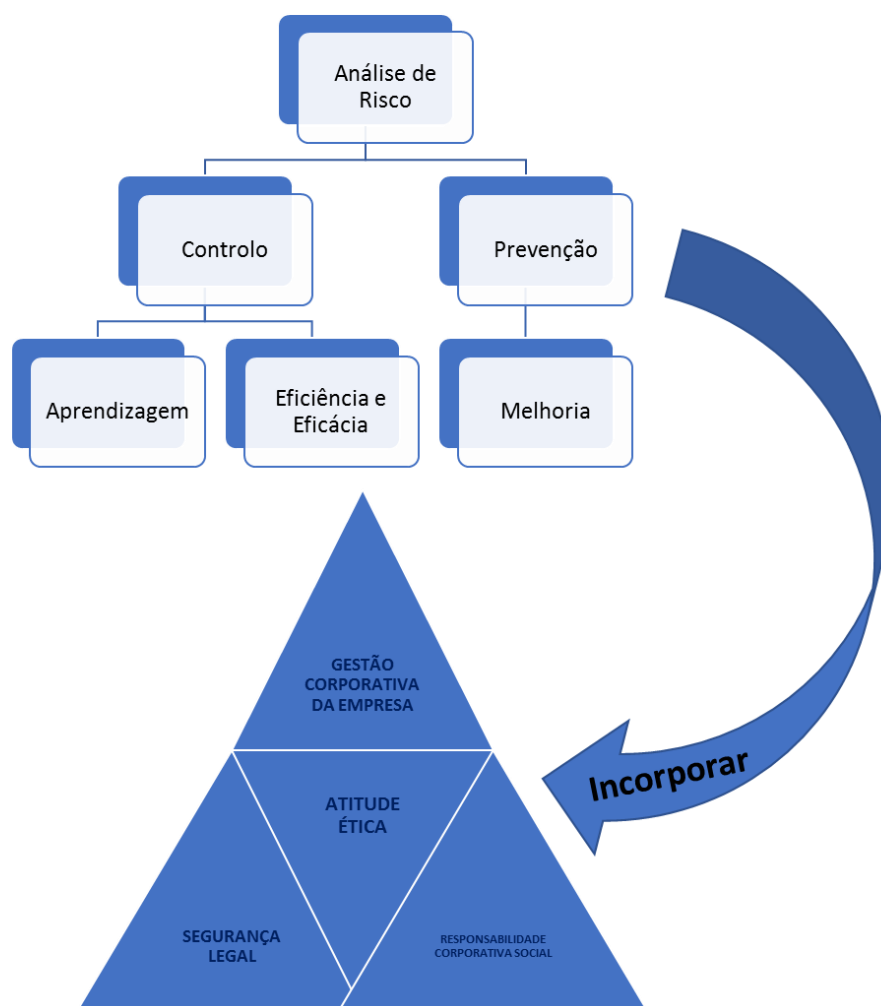 Análise de
Risco
Controlo
Prevenção
Aprendizagem
Eficiência e
Eficácia
Melhoria
GESTÃO
CORPORATIVA
DA EMPRESA
Incorporar
ATITUDE
ÉTICA
SEGURANÇA
LEGAL
RESPONSABILIDADE
CORPORATIVA SOCIAL